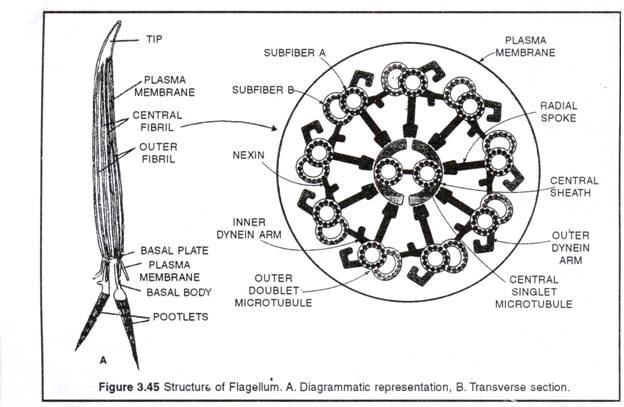 TIP
PLASMA
MEMBRANE
CENTRAL
FIBRIL
OUTER
FIBRIL
BASAL PLATE
PLASMA
MEMBRANE
BASAL BODY
POOTLETS
A
SUBFIBER A
SUBFIBER B
NEXIN
INNER
DYNEIN ARM
OUTER
DOUBLET
MICROTUBULE
PLASMA
MEMBRANE
RADIAL
SPOKE
CENTRAL
SHEATH
OUTER
DYNEIN
ARM
CENTRAL
SINGLET
MICROTUBULE
Figure 3.45 Structure of Flagellum. A. Diagrammatic representation, B. Transverse section.